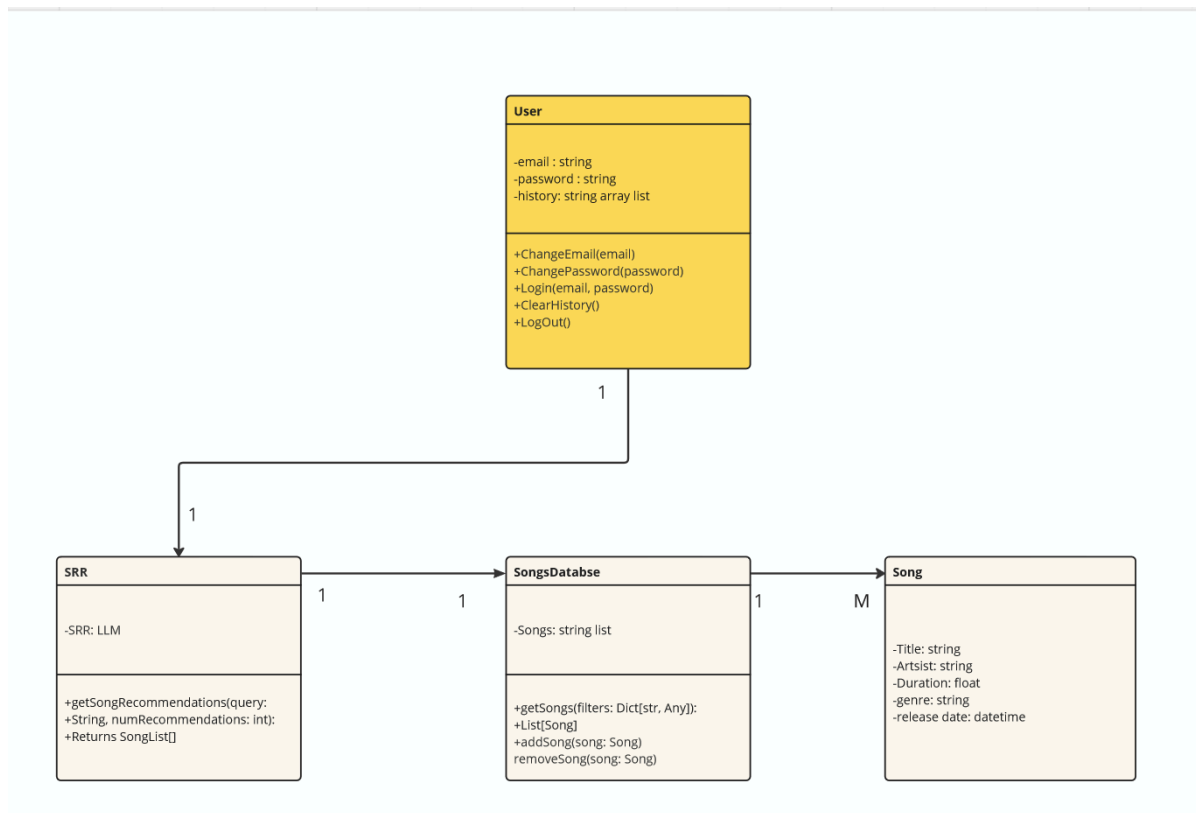 User
-email : string
-password : string
-history: string array list
+ChangeEmail(email)
+ChangePassword(password)
+Login(email, password)
+ClearHistory()
+LogOut()
1
1
SRR
-SRR: LLM
+getSongRecommendations(query:
+String, numRecommendations: int):
+Returns SongList[]
1
1
SongsDatabse
-Songs: string list
+getSongs(filters: Dict[str, Any]):
+List[Song]
+addSong(song: Song)
removeSong(song: Song)
1
M
Song
-Title: string
-Artsist: string
-Duration: float
-genre: string
-release date: datetime